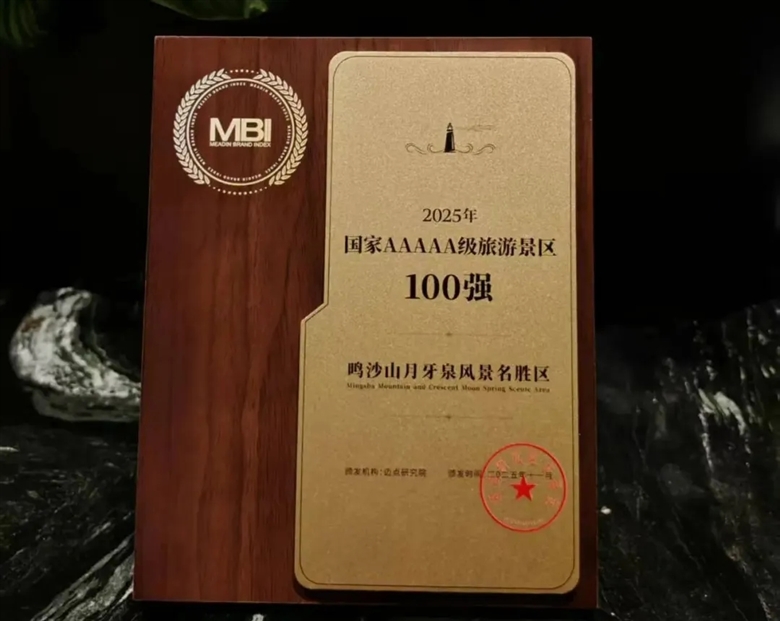 MBI
MEADIN BRAND INDEX
2025年
国家AAAAA级旅游景区
100强
鸣沙山月牙泉风景名胜区
Mingsha Mountain and Crescent Moon Spring Scenic Area
颁发机构:迈点研究院
颁发时间:二〇二五年十一月